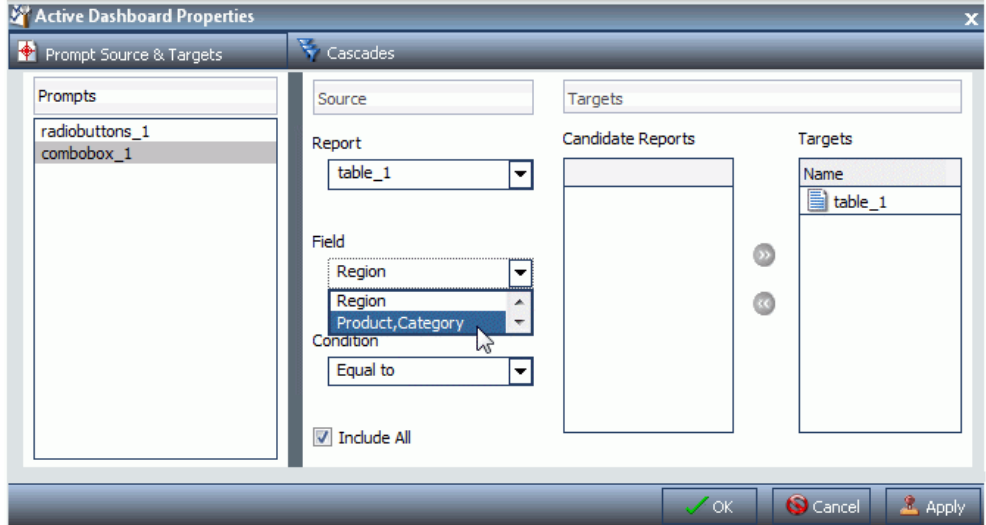 Active Dashboard Properties
x
Prompt Source & Targets
Cascades
Prompts
radiobuttons_1
combobox_1
Source
Report
table_1
Field
Region
Region
Product,Category
Condition
Equal to
Include All
Targets
Candidate Reports
Targets
Name
table_1
OK
Cancel
Apply